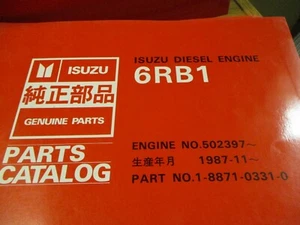 ISUZU
純正部品
GENUINE PARTS
PARTS
CATALOG
ISUZU DIESEL ENGINE
6RB1
ENGINE NO.502397～
生産年月 1987-11～
PART NO.1-8871-0331-0